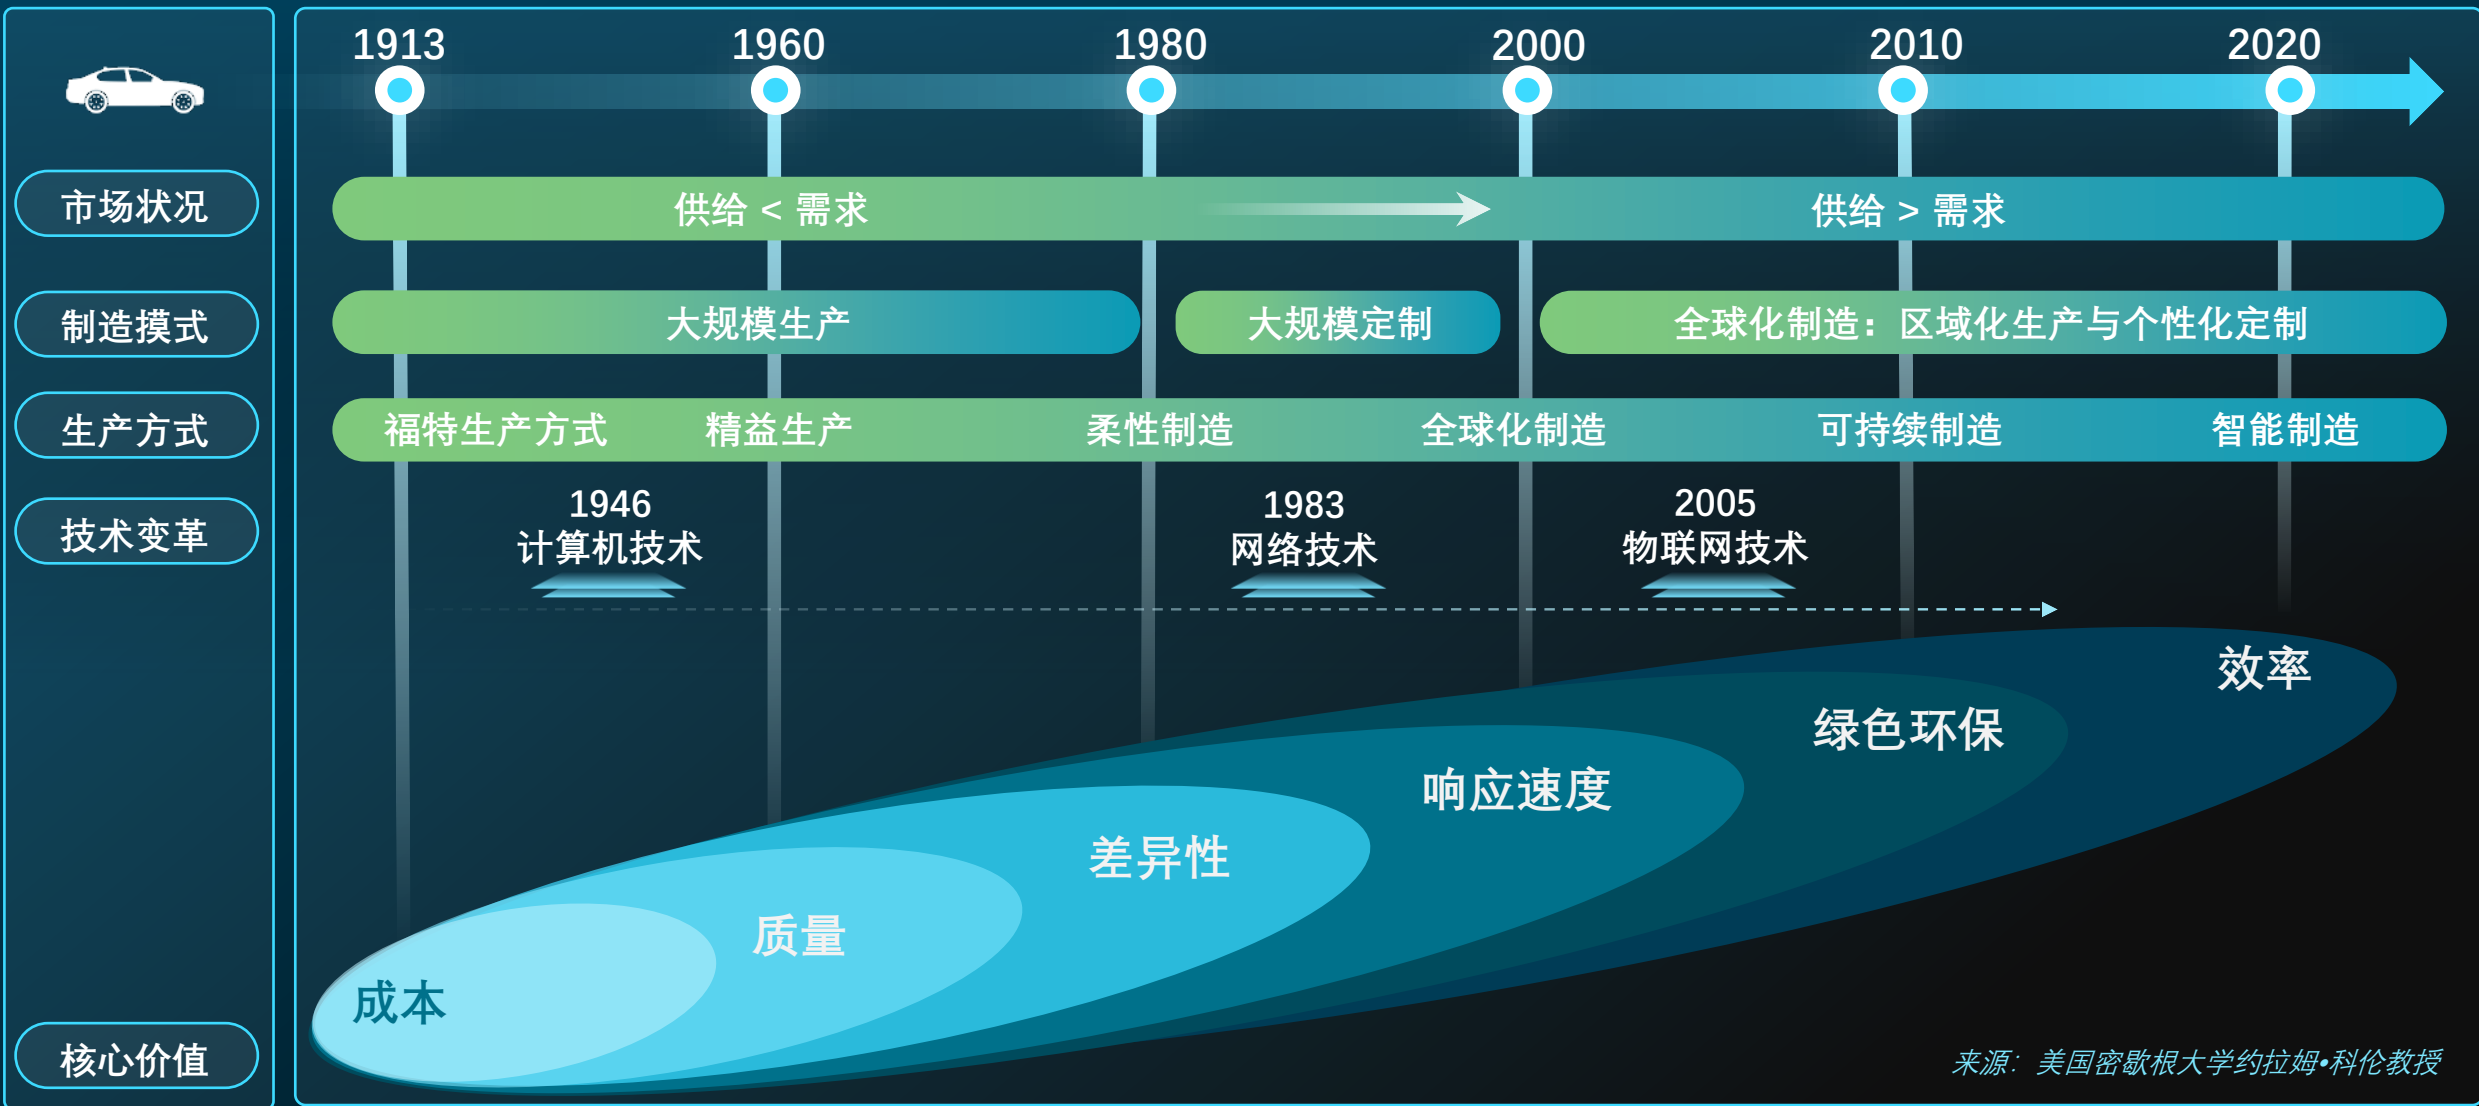 1913 1960 1980 2000 2010 2020
市场状况
供给 < 需求 供给 > 需求
制造摸式
大规模生产 大规模定制 全球化制造：区域化生产与个性化定制
生产方式
福特生产方式 精益生产 柔性制造 全球化制造 可持续制造 智能制造
技术变革
1946 1983 2005
计算机技术 网络技术 物联网技术
效率
绿色环保
响应速度
差异性
质量
成本
核心价值
来源：美国密歇根大学约拉姆•科伦教授